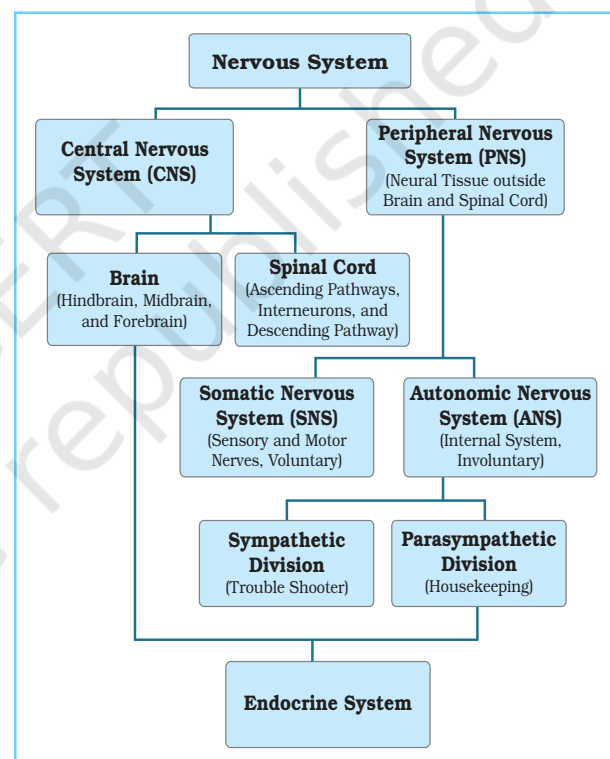 Nervous System
Central Nervous
System (CNS)
Peripheral Nervous
System (PNS)
(Neural Tissue outside
Brain and Spinal Cord)
Brain
(Hindbrain, Midbrain,
and Forebrain)
Spinal Cord
(Ascending Pathways,
Interneurons, and
Descending Pathway)
Somatic Nervous
System (SNS)
(Sensory and Motor
Nerves, Voluntary)
Autonomic Nervous
System (ANS)
(Internal System,
Involuntary)
Sympathetic
Division
(Trouble Shooter)
Parasympathetic
Division
(Housekeeping)
Endocrine System
republished